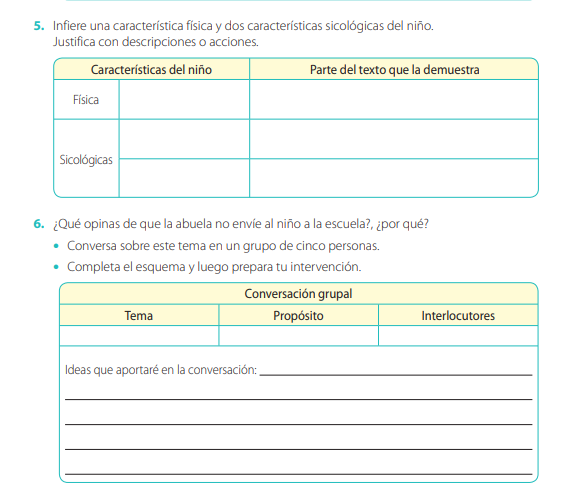 5. Infiere una característica física y dos características sicológicas del niño.
Justifica con descripciones o acciones.
Características del niño Parte del texto que la demuestra
Física
Sicológicas
6. ¿Qué opinas de que la abuela no envíe al niño a la escuela?, ¿por qué?
• Conversa sobre este tema en un grupo de cinco personas.
• Completa el esquema y luego prepara tu intervención.
Conversación grupal
Tema Propósito Interlocutores
Ideas que aportaré en la conversación: